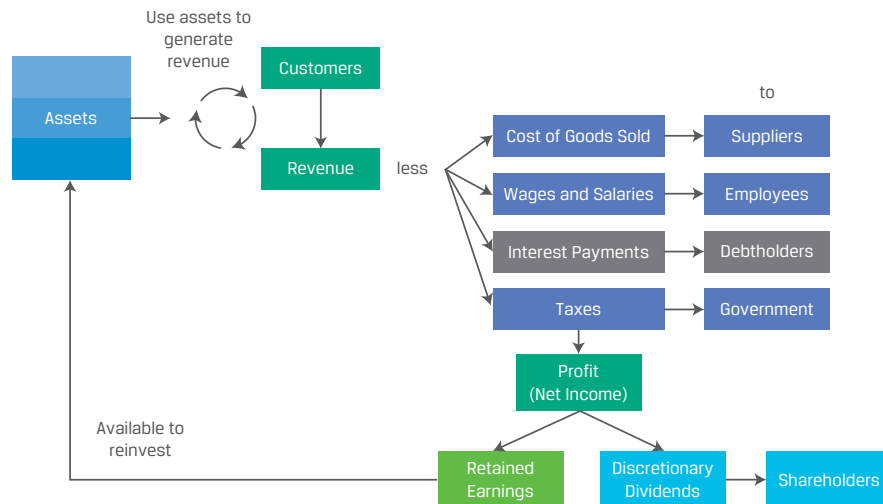 Use assets to
generate
revenue
Assets
Customers
Revenue
less
to
Cost of Goods Sold
Suppliers
Wages and Salaries
Employees
Interest Payments
Debtholders
Taxes
Government
Profit
(Net Income)
Available to
reinvest
Retained
Earnings
Discretionary
Dividends
Shareholders